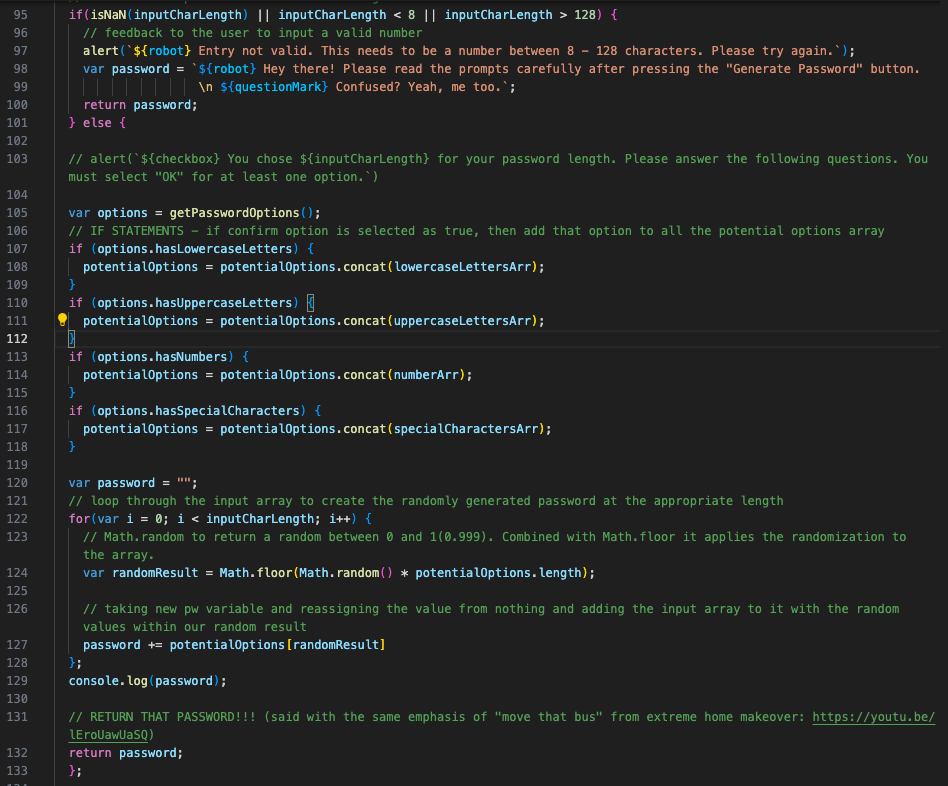 95 if(isNaN(inputCharLength) || inputCharLength < 8 || inputCharLength > 128) {
96 // feedback to the user to input a valid number
97 alert(`${robot} Entry not valid. This needs to be a number between 8 - 128 characters. Please try again.`);
98 var password = `${robot} Hey there! Please read the prompts carefully after pressing the "Generate Password" button.
99 \n ${questionMark} Confused? Yeah, me too.`;
100 return password;
101 } else {
102
103 // alert(`${checkbox} You chose ${inputCharLength} for your password length. Please answer the following questions. You
must select "OK" for at least one option.`)
104
105 var options = getPasswordOptions();
106 // IF STATEMENTS - if confirm option is selected as true, then add that option to all the potential options array
107 if (options.hasLowercaseLetters) {
108 potentialOptions = potentialOptions.concat(lowercaseLettersArr);
109 }
110 if (options.hasUppercaseLetters) {
111 potentialOptions = potentialOptions.concat(uppercaseLettersArr);
112 }
113 if (options.hasNumbers) {
114 potentialOptions = potentialOptions.concat(numberArr);
115 }
116 if (options.hasSpecialCharacters) {
117 potentialOptions = potentialOptions.concat(specialCharactersArr);
118 }
119
120 var password = "";
121 // loop through the input array to create the randomly generated password at the appropriate length
122 for(var i = 0; i < inputCharLength; i++) {
123 // Math.random to return a random between 0 and 1(0.999). Combined with Math.floor it applies the randomization to
the array.
124 var randomResult = Math.floor(Math.random() * potentialOptions.length);
125
126 // taking new pw variable and reassigning the value from nothing and adding the input array to it with the random
values within our random result
127 password += potentialOptions[randomResult]
128 };
129 console.log(password);
130
131 // RETURN THAT PASSWORD!!! (said with the same emphasis of "move that bus" from extreme home makeover: https://youtu.be/
lEroUawUaSQ)
132 return password;
133 };